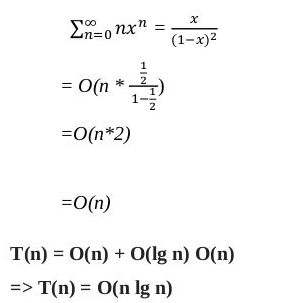 ∑_{n=0}^{∞} nx^n = x/(1−x)^2
= O(n * (1/2)/(1−1/2))
=O(n*2)
=O(n)
T(n) = O(n) + O(lg n) O(n)
=> T(n) = O(n lg n)